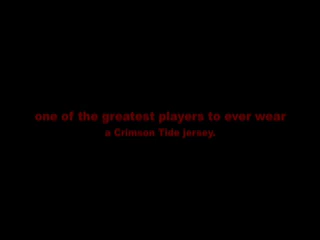 one of the greatest players to ever wear
a Crimson Tide jersey.